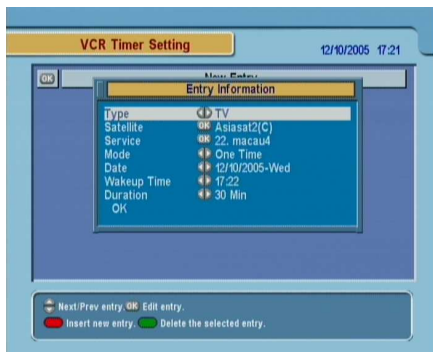 VCR Timer Setting
12/10/2005 17:21
OK New Entry
Entry Information
Type TV
Satellite OK Asiasat2(C)
Service OK 22. macau4
Mode One Time
Date 12/10/2005-Wed
Wakeup Time 17:22
Duration 30 Min
OK
Next/Prev entry. OK Edit entry.
Insert new entry. Delete the selected entry.